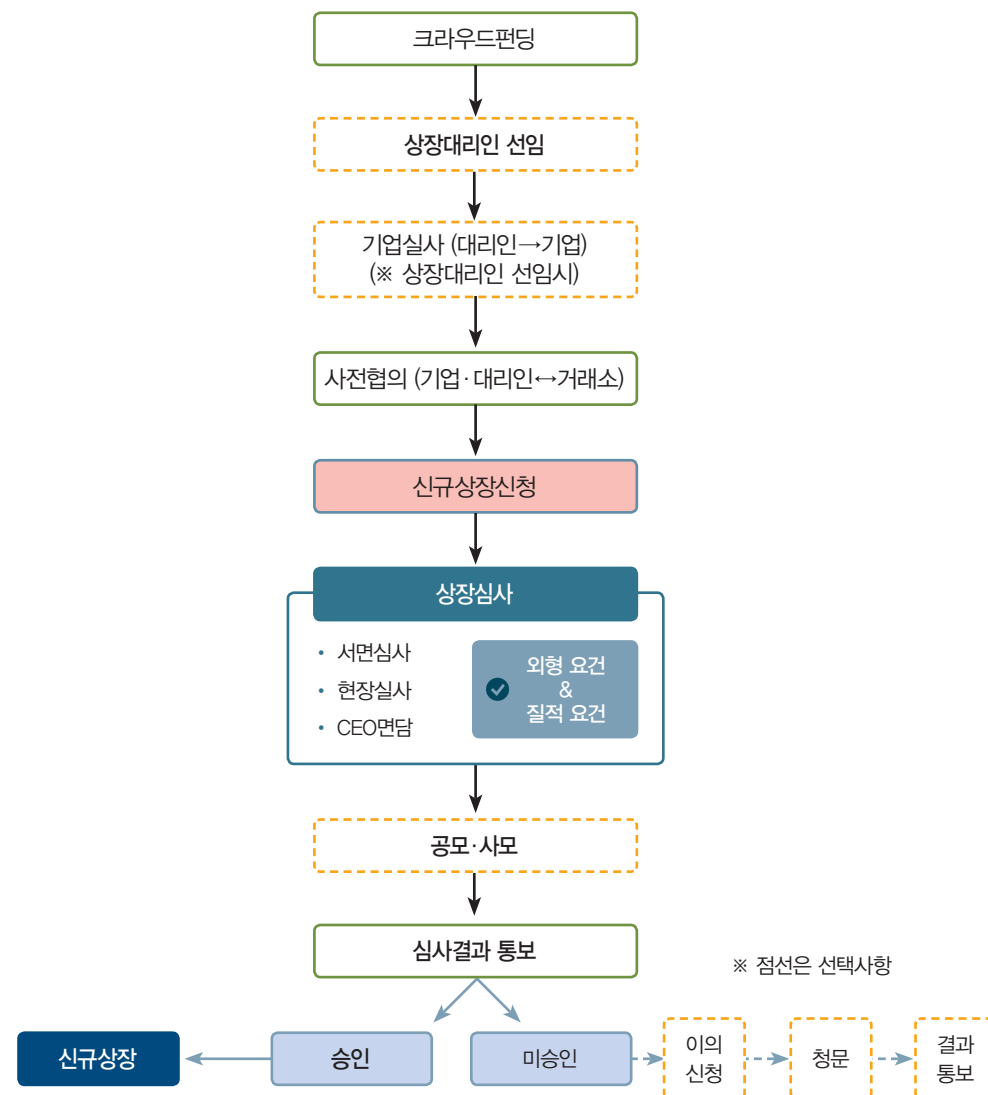 크라우드펀딩
상장대리인 선임
기업실사 (대리인→기업)
(※ 상장대리인 선임시)
사전협의 (기업·대리인↔거래소)
신규상장신청
상장심사
• 서면심사
• 현장실사
• CEO면담
외형 요건
&
질적 요건
공모·사모
심사결과 통보
※ 점선은 선택사항
신규상장
승인
미승인
이의
신청
청문
결과
통보